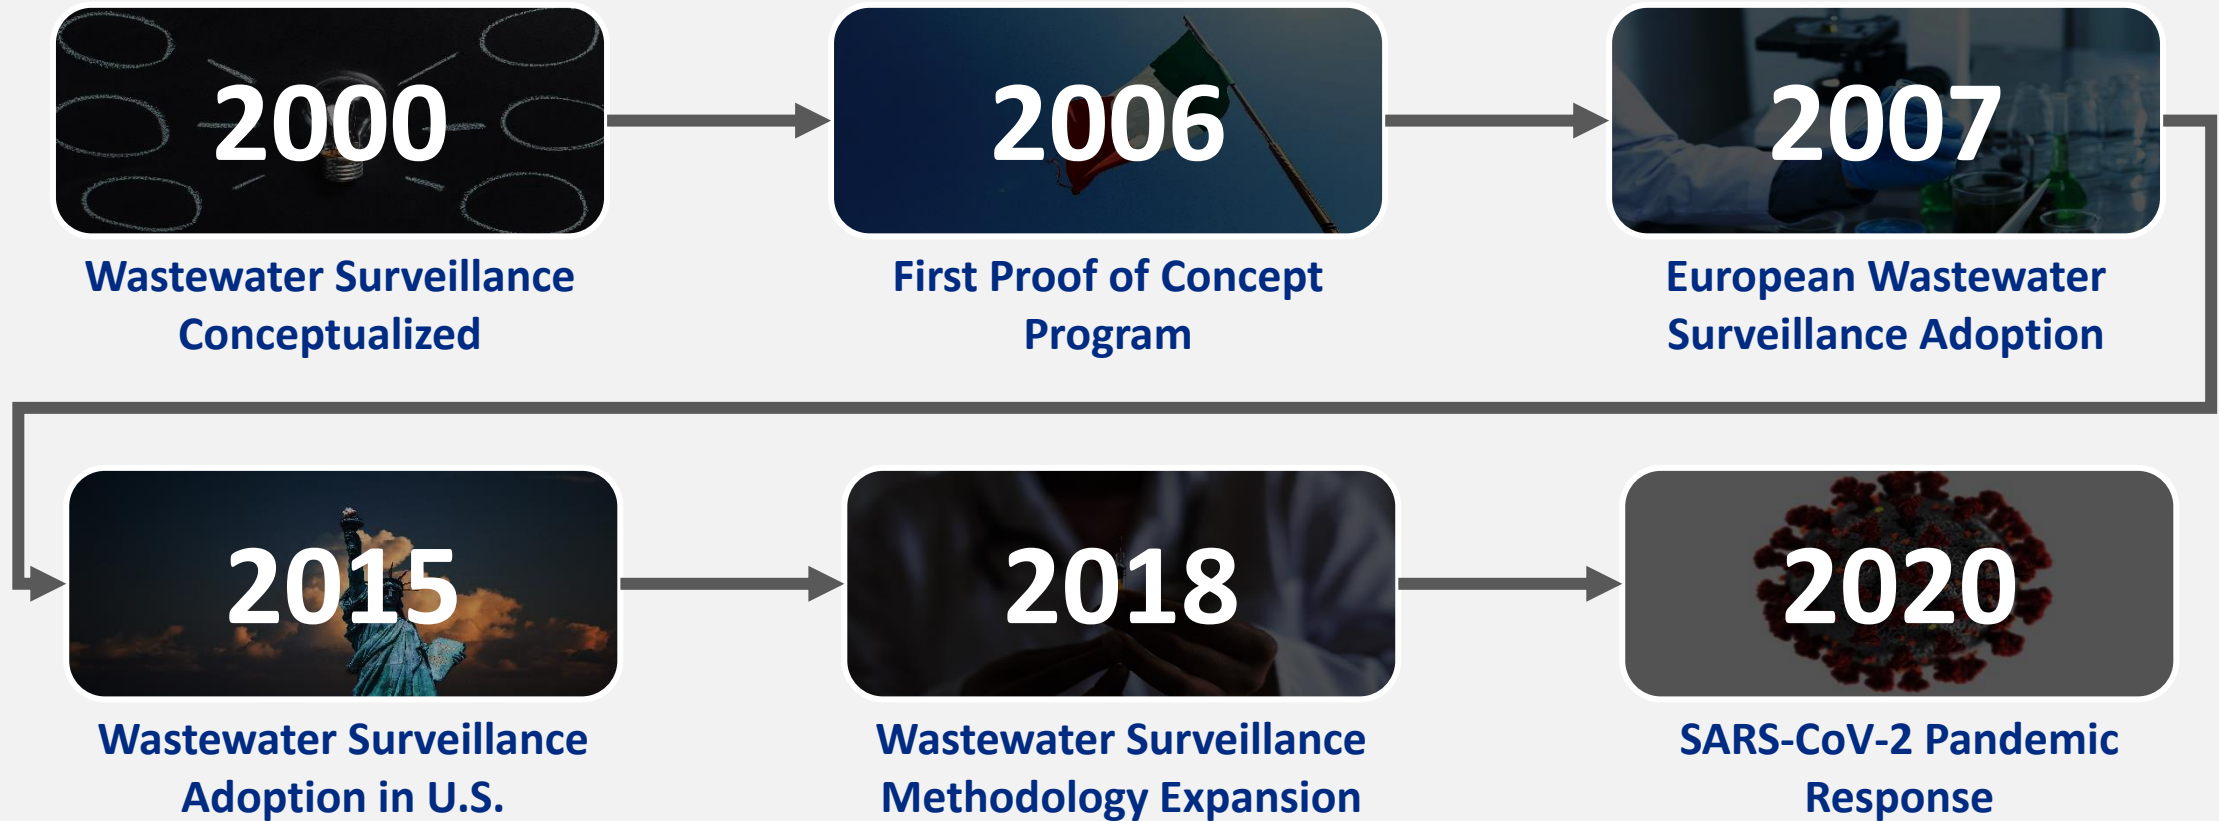 2000
Wastewater Surveillance
Conceptualized
2006
First Proof of Concept
Program
2007
European Wastewater
Surveillance Adoption
2015
Wastewater Surveillance
Adoption in U.S.
2018
Wastewater Surveillance
Methodology Expansion
2020
SARS-CoV-2 Pandemic
Response